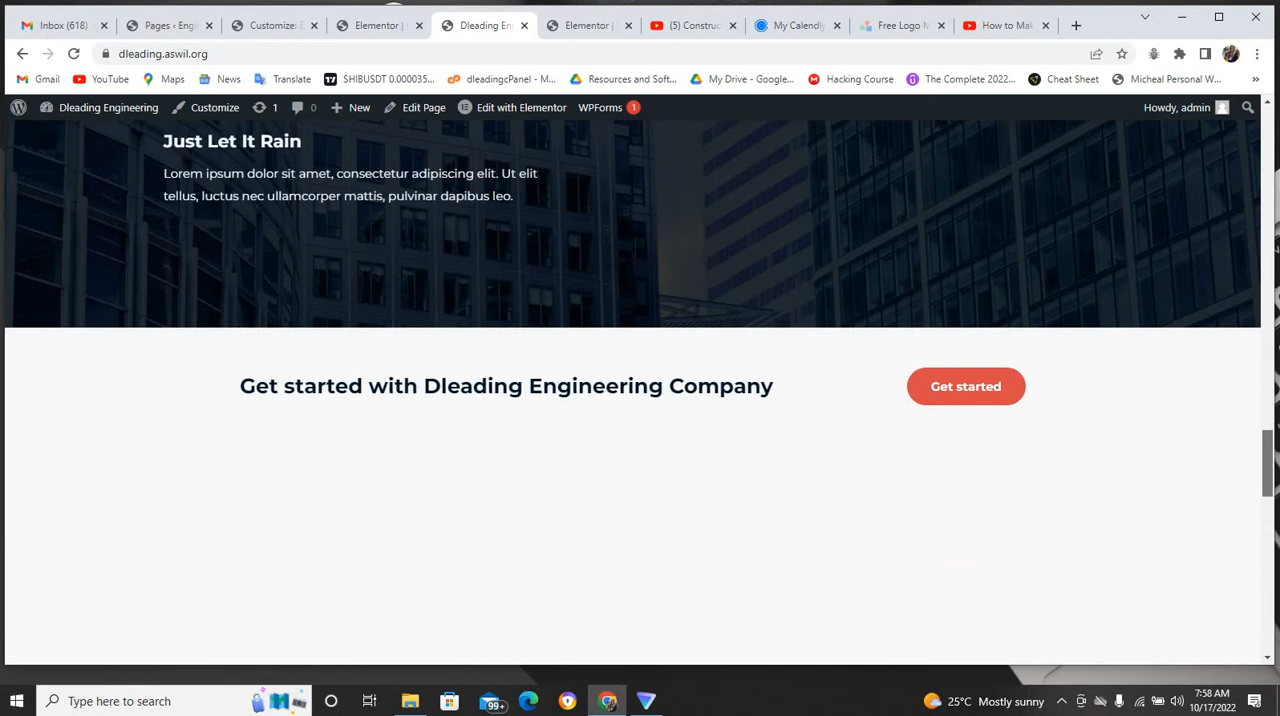 Inbox (618)
Pages ‹ Engi
Customize: E
Elementor |
Dleading En
Elementor |
(5) Construc
My Calendly
Free Logo M
How to Mak
dleading.aswil.org
Gmail
YouTube
Maps
News
Translate
SHIBUSDT 0.000035...
dleadingcPanel - M...
Resources and Soft...
My Drive - Google...
Hacking Course
The Complete 2022...
Cheat Sheet
Micheal Personal W...
»
Dleading Engineering
Customize
1
0
New
Edit Page
Edit with Elementor
WPForms 1
Howdy, admin
Just Let It Rain
Lorem ipsum dolor sit amet, consectetur adipiscing elit. Ut elit
tellus, luctus nec ullamcorper mattis, pulvinar dapibus leo.
Get started with Dleading Engineering Company
Get started
Type here to search
99+
25°C Mostly sunny
7:58 AM
10/17/2022